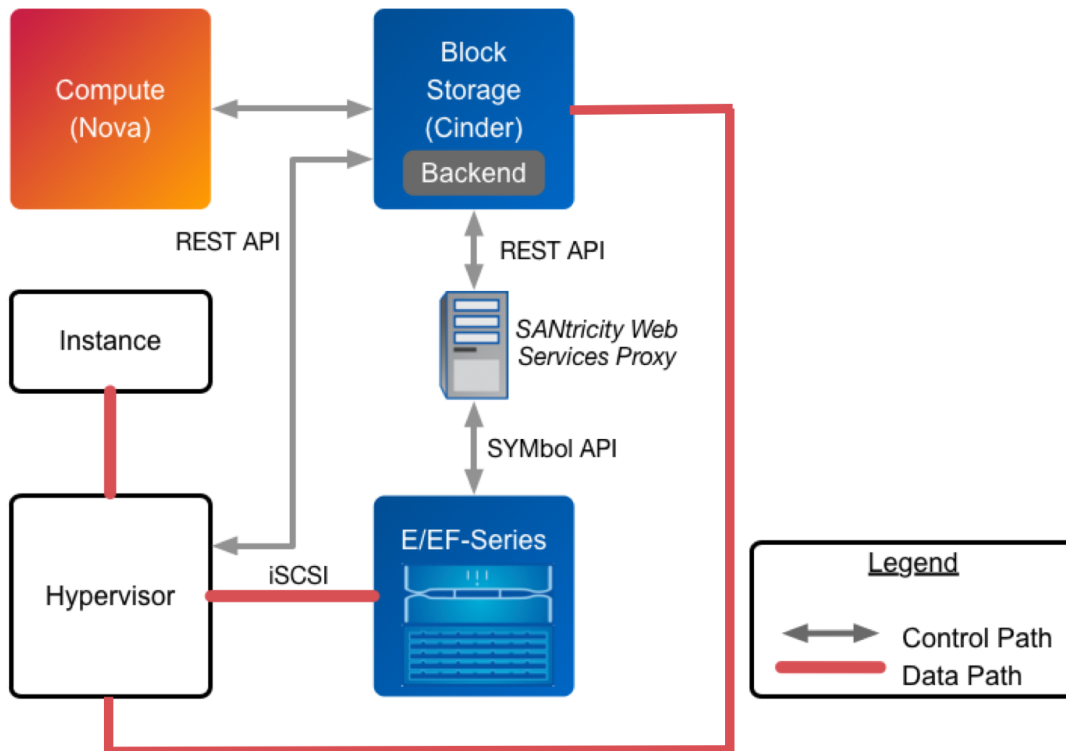 Compute
(Nova)
Block
Storage
(Cinder)
Backend
REST API
REST API
SANtricity Web
Services Proxy
Instance
SYMbol API
Hypervisor
iSCSI
E/EF-Series
Legend
Control Path
Data Path